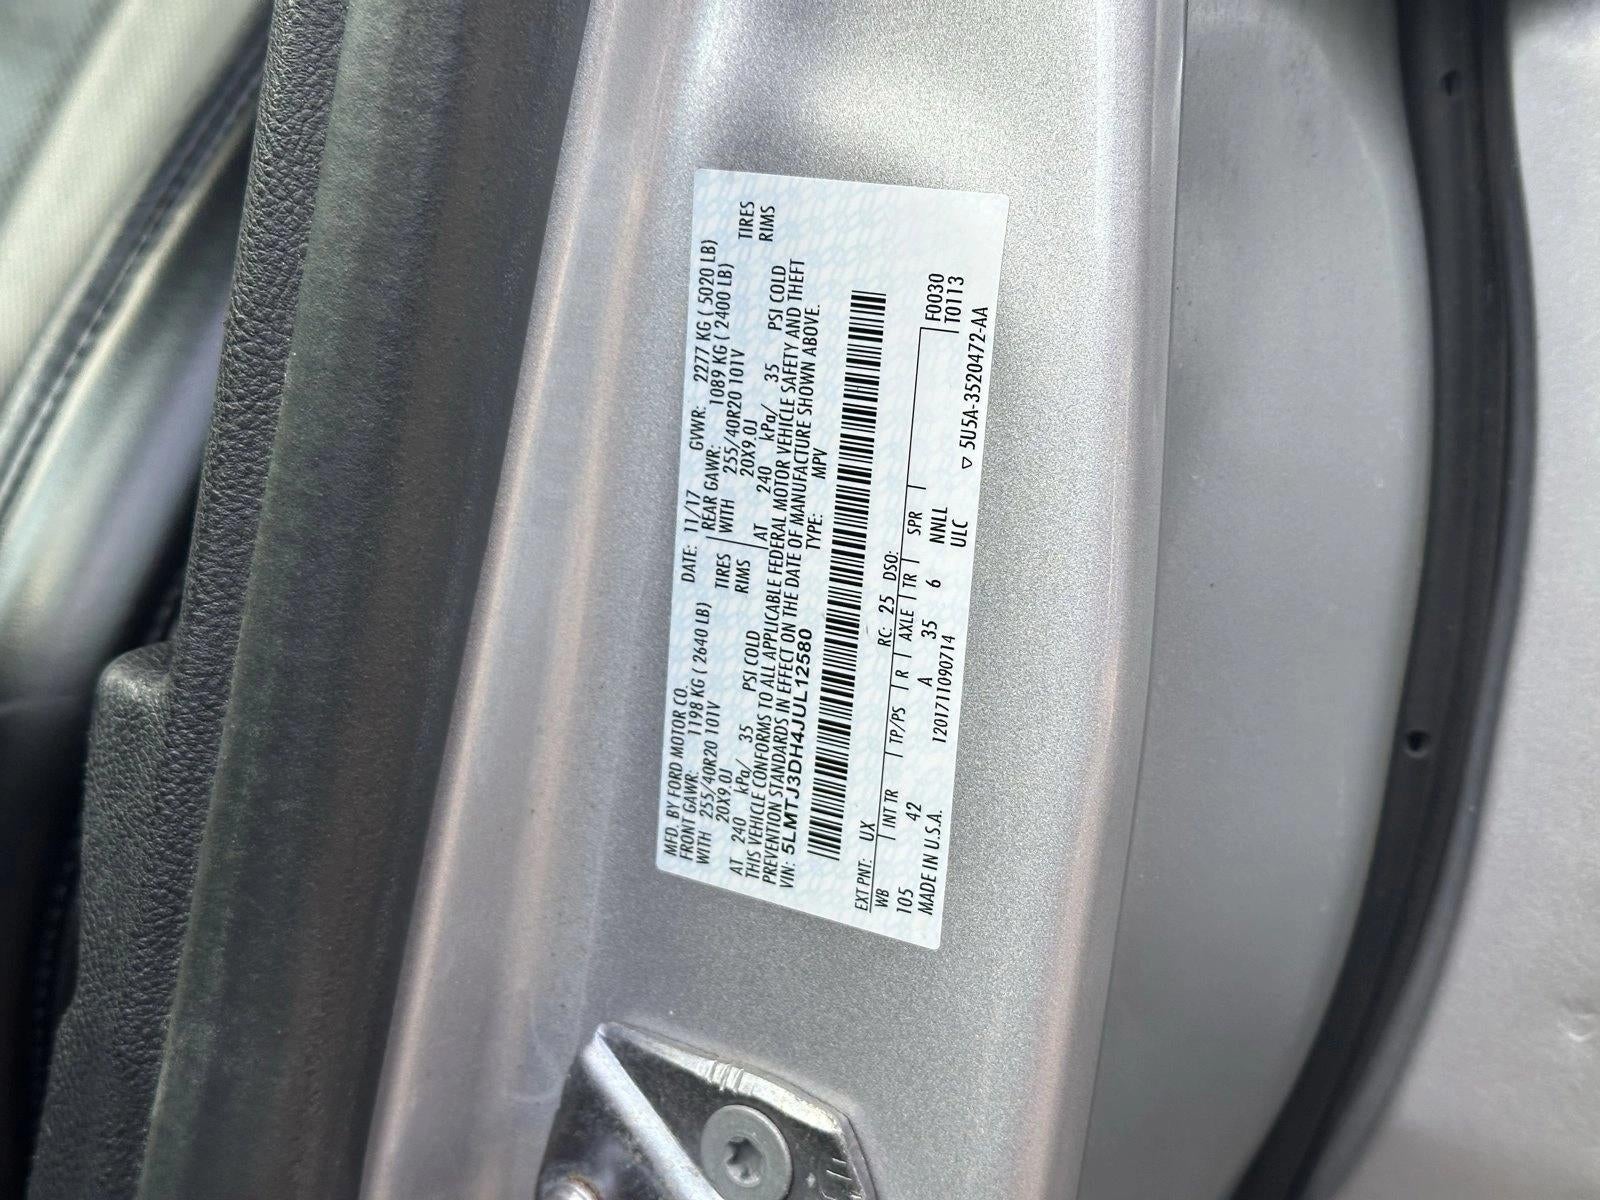 MFD. BY FORD MOTOR CO. DATE: 11/17 GVWR: 2277 KG ( 5020 LB)
FRONT GAWR: 1198 KG ( 2640 LB) REAR GAWR: 1089 KG ( 2400 LB)
WITH 255/40R20 101V TIRES WITH 255/40R20 101V TIRES
20X9.0J RIMS 20X9.0J RIMS
AT 240 kPa/ 35 PSI COLD AT 240 kPa/ 35 PSI COLD
THIS VEHICLE CONFORMS TO ALL APPLICABLE FEDERAL MOTOR VEHICLE SAFETY AND THEFT
PREVENTION STANDARDS IN EFFECT ON THE DATE OF MANUFACTURE SHOWN ABOVE.
VIN: 5LMTJ3DH4JUL12580 TYPE: MPV
EXT PNT: UX RC: 25 DSO: F0030
WB INT TR TP/PS R AXLE TR SPR T0113
105 42 A 35 6 NNLL
MADE IN U.S.A. 1201711090714 ULC ▽ 5U5A-3520472-AA